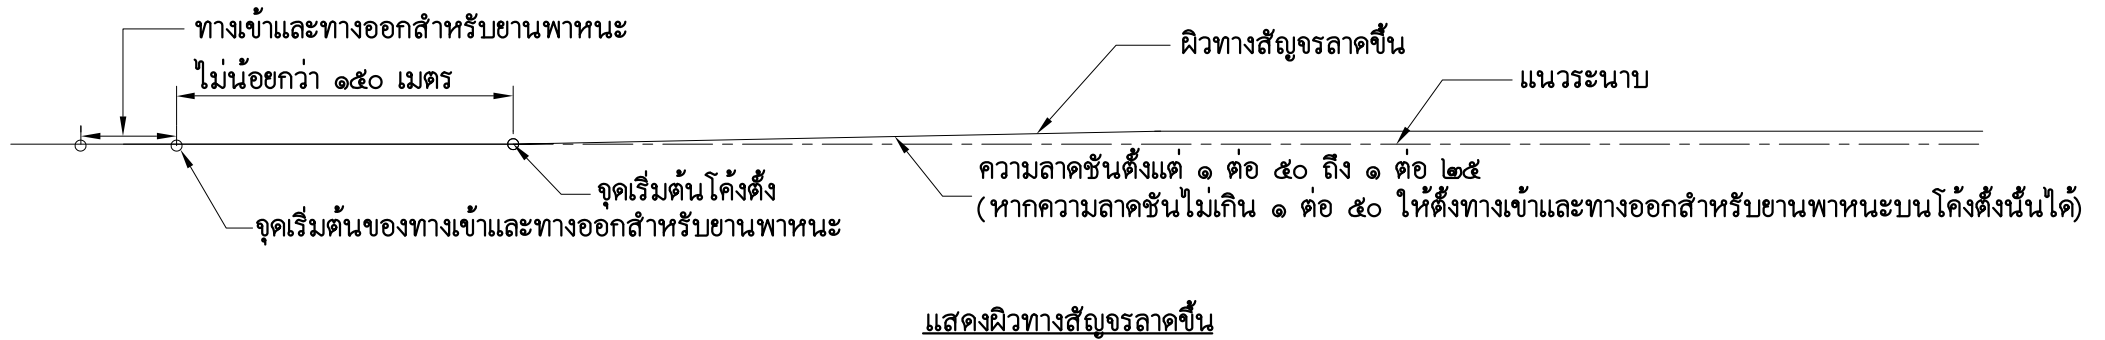 ทางเข้าและทางออกสำหรับยานพาหนะ
ไม่น้อยกว่า ๑๕๐ เมตร
ผิวทางสัญจรลาดขึ้น
แนวระนาบ
ความลาดชันตั้งแต่ ๑ ต่อ ๕๐ ถึง ๑ ต่อ ๒๕
(หากความลาดชันไม่เกิน ๑ ต่อ ๕๐ ให้ตั้งทางเข้าและทางออกสำหรับยานพาหนะบนโค้งตั้งนั้นได้)
จุดเริ่มต้นโค้งตั้ง
จุดเริ่มต้นของทางเข้าและทางออกสำหรับยานพาหนะ
แสดงผิวทางสัญจรลาดขึ้น